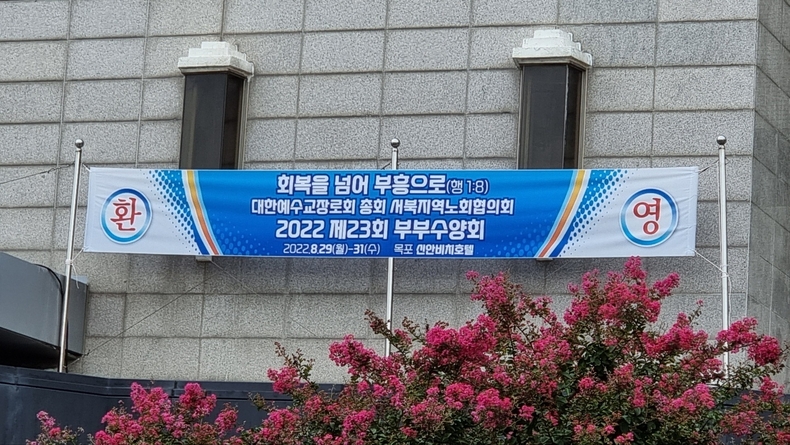 환
회복을 넘어 부흥으로(행 1:8)
대한예수교장로회 총회 서북지역노회협의회
2022 제23회 부부수양회
2022.8.29(월)-31(수) 목포 신안비치호텔
영